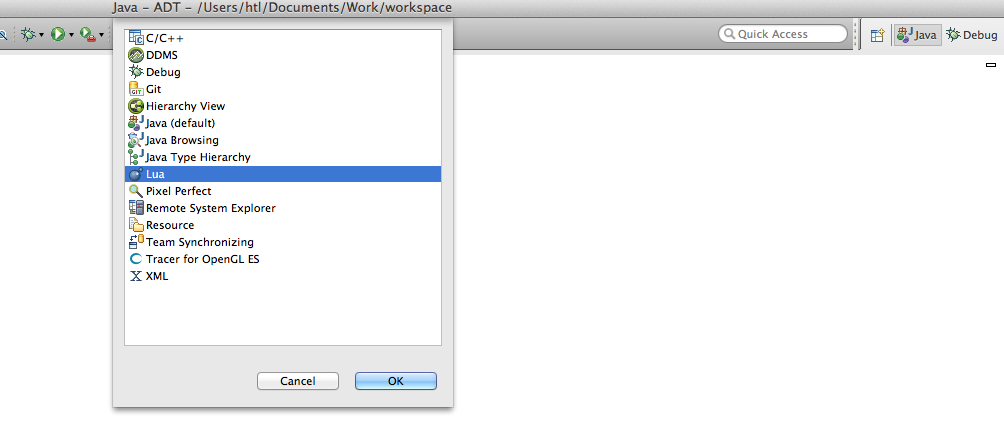 Java - ADT - /Users/htl/Documents/Work/workspace
Quick Access
Java
Debug
C/C++
DDMS
Debug
Git
Hierarchy View
Java (default)
Java Browsing
Java Type Hierarchy
Lua
Pixel Perfect
Remote System Explorer
Resource
Team Synchronizing
Tracer for OpenGL ES
XML
Cancel
OK